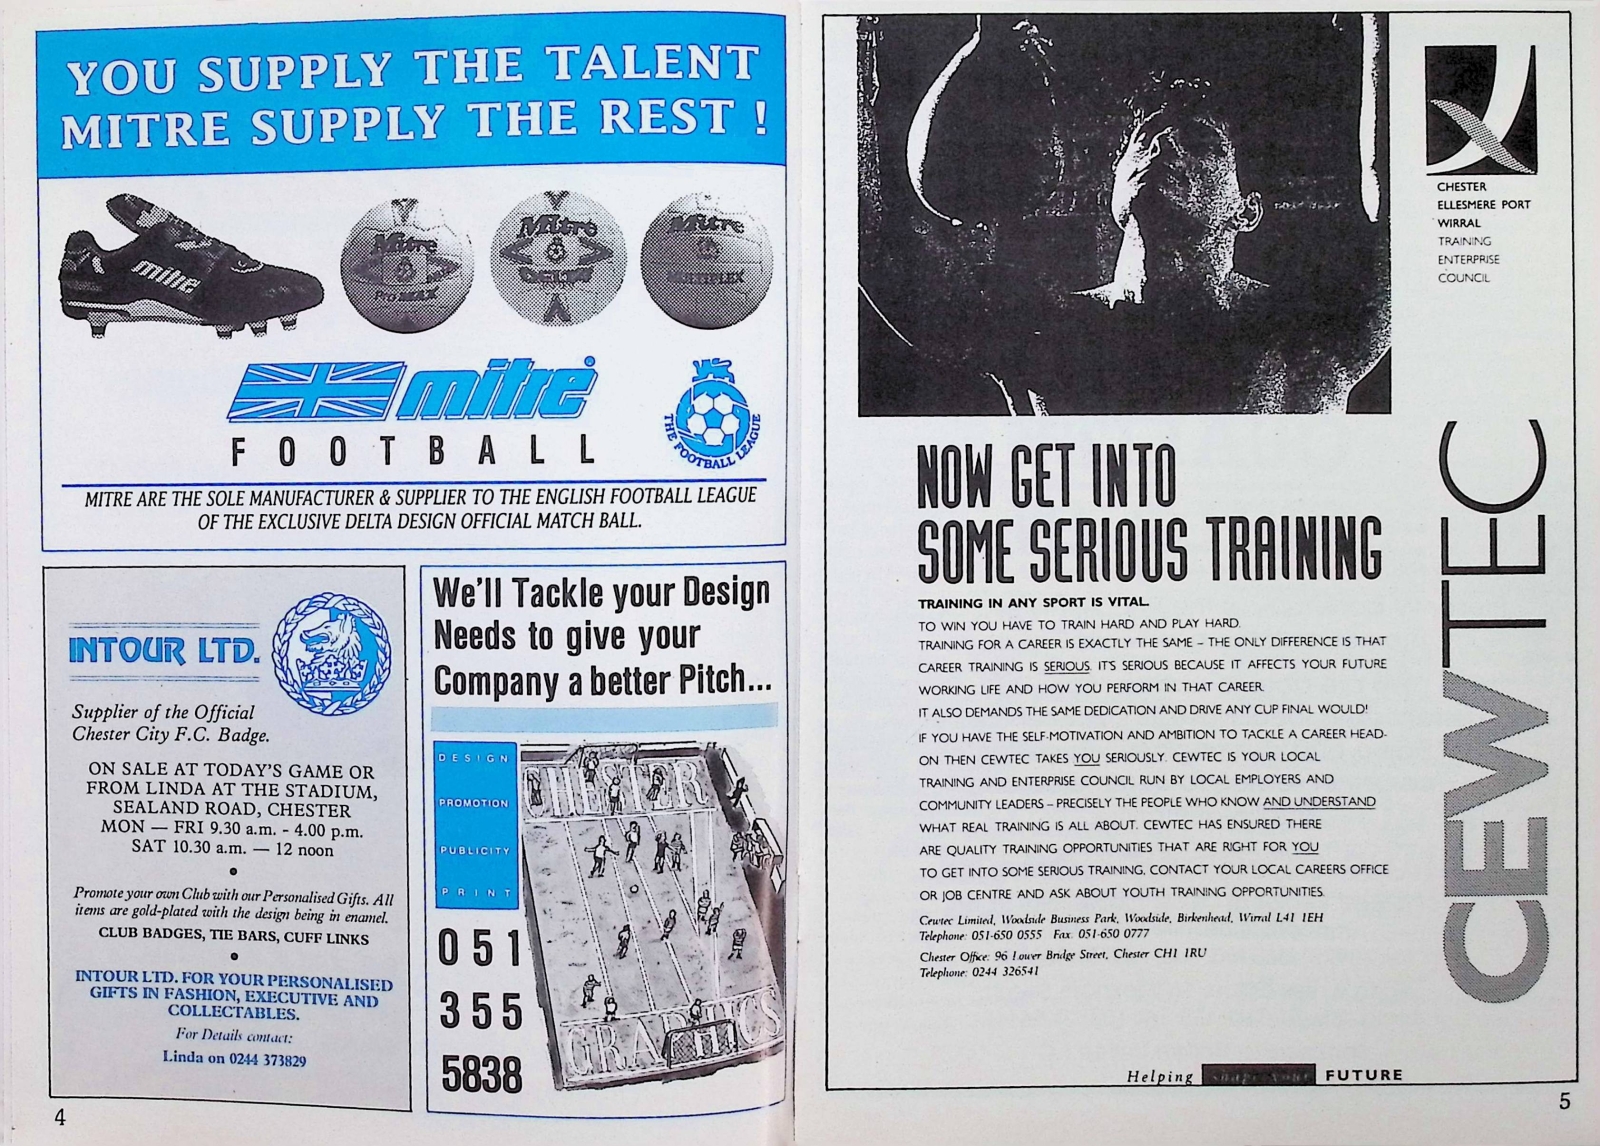 YOU SUPPLY THE TALENT
MITRE SUPPLY THE REST !
mitre
Mitre
PRO MAX
Mitre
DELTA
Mitre
MULTIPLEX
mitre®
FOOTBALL
THE FOOTBALL LEAGUE
MITRE ARE THE SOLE MANUFACTURER & SUPPLIER TO THE ENGLISH FOOTBALL LEAGUE
OF THE EXCLUSIVE DELTA DESIGN OFFICIAL MATCH BALL.
INTOUR LTD.
Supplier of the Official
Chester City F.C. Badge.
ON SALE AT TODAY'S GAME OR
FROM LINDA AT THE STADIUM,
SEALAND ROAD, CHESTER
MON — FRI 9.30 a.m. - 4.00 p.m.
SAT 10.30 a.m. — 12 noon
•
Promote your own Club with our Personalised Gifts. All
items are gold-plated with the design being in enamel.
CLUB BADGES, TIE BARS, CUFF LINKS
•
INTOUR LTD. FOR YOUR PERSONALISED
GIFTS IN FASHION, EXECUTIVE AND
COLLECTABLES.
For Details contact:
Linda on 0244 373829
4
We'll Tackle your Design
Needs to give your
Company a better Pitch...
DESIGN
PROMOTION
PUBLICITY
PRINT
CHESTER
GRAPHICS
051
355
5838
CHESTER
ELLESMERE PORT
WIRRAL
TRAINING
ENTERPRISE
COUNCIL
CEWTEC
NOW GET INTO
SOME SERIOUS TRAINING
TRAINING IN ANY SPORT IS VITAL.
TO WIN YOU HAVE TO TRAIN HARD AND PLAY HARD.
TRAINING FOR A CAREER IS EXACTLY THE SAME – THE ONLY DIFFERENCE IS THAT
CAREER TRAINING IS SERIOUS. IT'S SERIOUS BECAUSE IT AFFECTS YOUR FUTURE
WORKING LIFE AND HOW YOU PERFORM IN THAT CAREER.
IT ALSO DEMANDS THE SAME DEDICATION AND DRIVE ANY CUP FINAL WOULD!
IF YOU HAVE THE SELF-MOTIVATION AND AMBITION TO TACKLE A CAREER HEAD-
ON THEN CEWTEC TAKES YOU SERIOUSLY. CEWTEC IS YOUR LOCAL
TRAINING AND ENTERPRISE COUNCIL RUN BY LOCAL EMPLOYERS AND
COMMUNITY LEADERS – PRECISELY THE PEOPLE WHO KNOW AND UNDERSTAND
WHAT REAL TRAINING IS ALL ABOUT. CEWTEC HAS ENSURED THERE
ARE QUALITY TRAINING OPPORTUNITIES THAT ARE RIGHT FOR YOU
TO GET INTO SOME SERIOUS TRAINING, CONTACT YOUR LOCAL CAREERS OFFICE
OR JOB CENTRE AND ASK ABOUT YOUTH TRAINING OPPORTUNITIES.
Cewtec Limited, Woodside Business Park, Woodside, Birkenhead, Wirral L41 1EH
Telephone: 051-650 0555 Fax: 051-650 0777
Chester Office: 96 Lower Bridge Street, Chester CH1 1RU
Telephone: 0244 326541
Helping shape your FUTURE
5